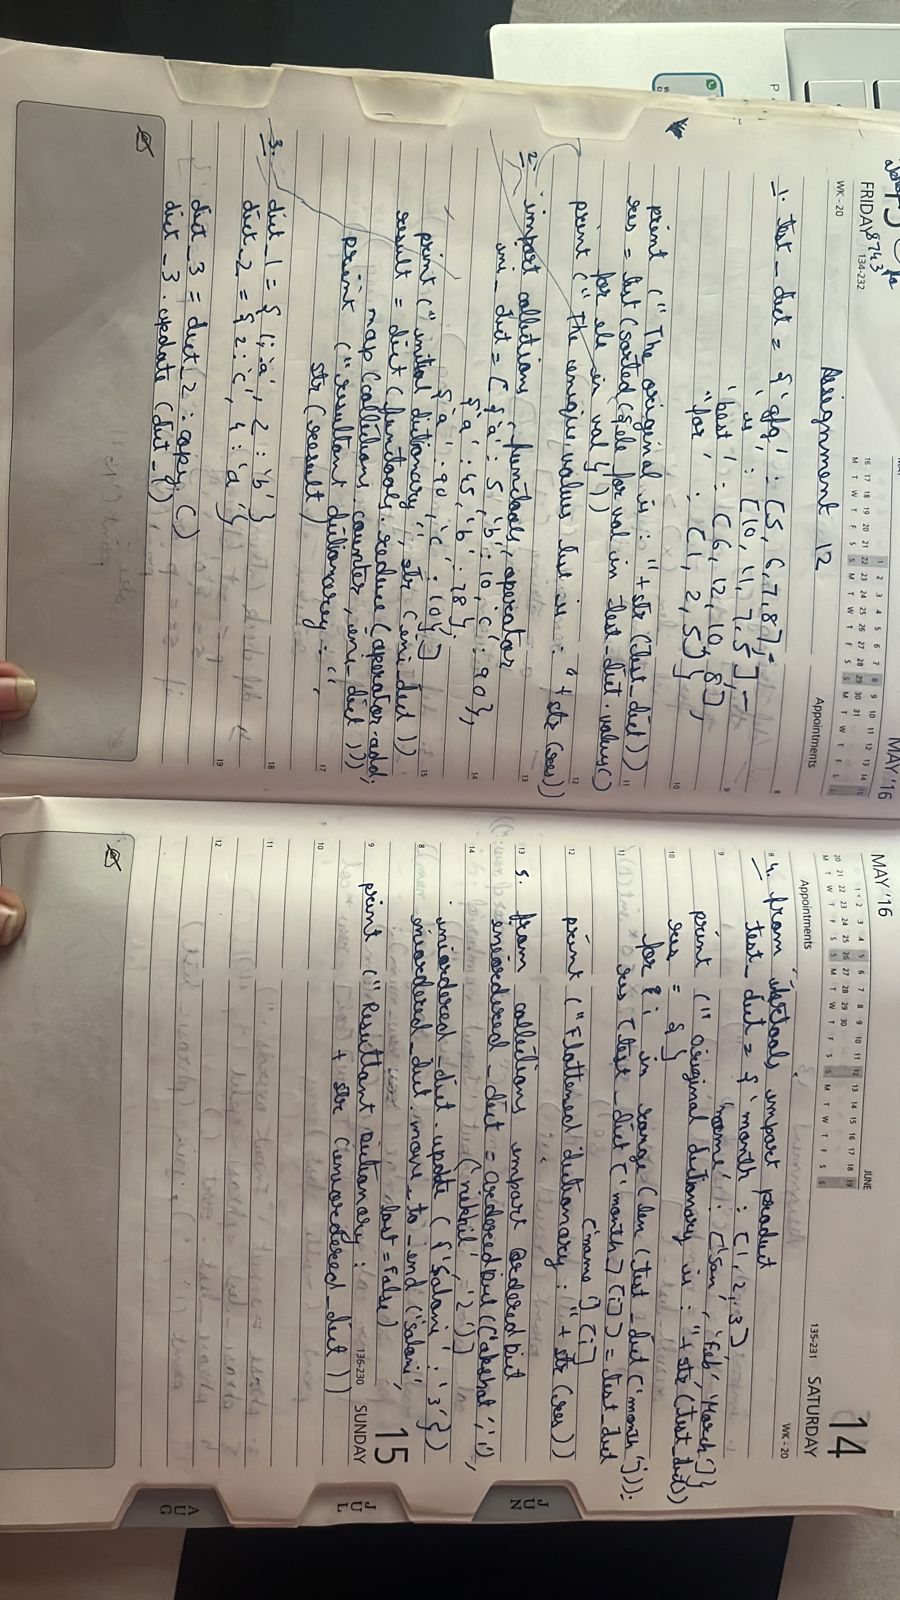 FRIDAY
WK - 20
134-232
MAY '16
Appointments
Assignment 12
1. test_dict = {'gfg' : [5, 6, 7, 8],
'is' : [10, 11, 7, 5],
'best' : [6, 12, 10, 8],
'for' : [1, 2, 5]}
print ("The original is : " + str (test_dict))
res = list (sorted ({ele for val in test_dict.values()
for ele in val}))
print ("The unique values list is : " + str (res))
2. import collections, functools, operator
ini_dict = [{'a' : 5, 'b' : 10, 'c' : 90},
{'a' : 45, 'b' : 78},
{'a' : 90, 'c' : 10}]
print ("initial dictionary", str (ini_dict))
result = dict (functools.reduce (operator.add,
map (collections.counter, ini_dict)))
print ("resultant dictionary : ",
str (result)
3. dict_1 = {1: 'a', 2 : 'b'}
dict_2 = {2 : 'c', 4 : 'd'}
dict_3 = dict_2 . copy ()
dict_3 . update (dict_1)
MAY '16
JUNE
Appointments
135-231
SATURDAY
14
WK - 20
4. from itertools import product
test_dict = {'month' : [1, 2, 3],
'name' : ['Jan', 'Feb', 'March']}
print ("original dictionary is : " + str (test_dict))
res = {}
for i in range (len (test_dict ['month'])):
res [test_dict ['month'] [i]] = test_dict
['name'] [i]
print ("Flattened dictionary : " + str (res))
5. from collections import OrderedDict
iniordered_dict = OrderedDict ([('akshat', '1'),
('nikhil', '2')])
iniordered_dict.update ({'Saloni' : '3'})
iniordered_dict.move_to_end ('Saloni',
last = False)
print ("Resultant Dictionary :
" + str (iniordered_dict))
136-230
SUNDAY
15
JUN
JUL
AUG